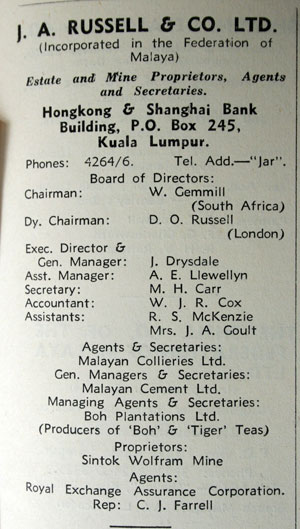 J. A. RUSSELL & CO. LTD.
(Incorporated in the Federation of
Malaya)
Estate and Mine Proprietors, Agents
and Secretaries.
Hongkong & Shanghai Bank
Building, P.O. Box 245,
Kuala Lumpur.
Phones: 4264/6. Tel. Add.—"Jar".
Board of Directors:
Chairman: W. Gemmill
(South Africa)
Dy. Chairman: D. O. Russell
(London)
Exec. Director &
Gen. Manager: J. Drysdale
Asst. Manager: A. E. Llewellyn
Secretary: M. H. Carr
Accountant: W. J. R. Cox
Assistants: R. S. McKenzie
Mrs. J. A. Goult
Agents & Secretaries:
Malayan Collieries Ltd.
Gen. Managers & Secretaries:
Malayan Cement Ltd.
Managing Agents & Secretaries:
Boh Plantations Ltd.
(Producers of 'Boh' & 'Tiger' Teas)
Proprietors:
Sintok Wolfram Mine
Agents:
Royal Exchange Assurance Corporation.
Rep: C. J. Farrell